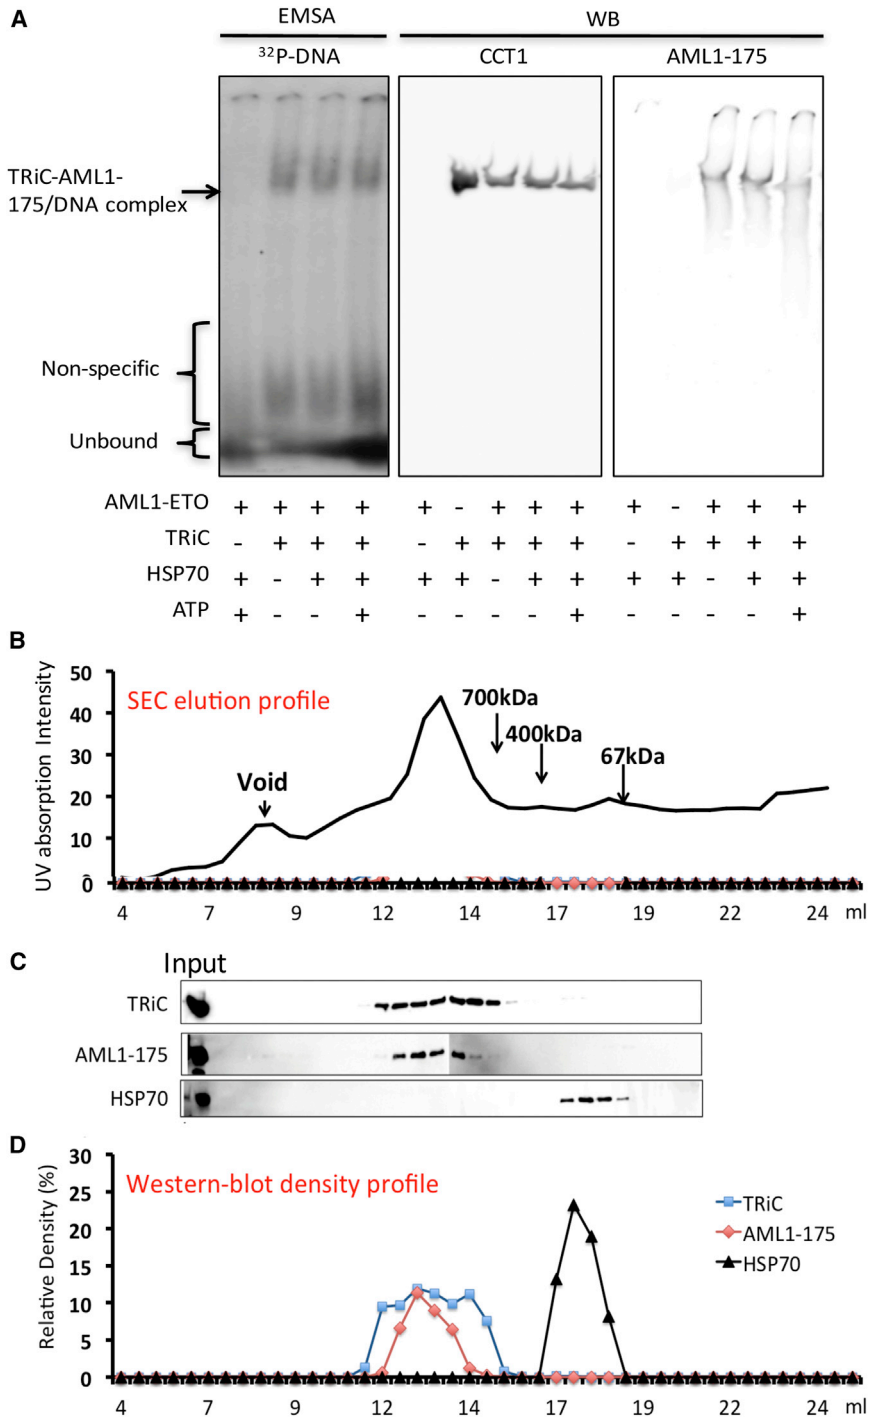 A
EMSA WB
32P-DNA CCT1 AML1-175
TRiC-AML1-
175/DNA complex
Non-specific
Unbound
AML1-ETO + + + + + - + + + + - + + +
TRiC - + + + - + + + + - + + + +
HSP70 + - + + + + - + + + + - + +
ATP + - - + - - - - + - - - - +
B
UV absorption Intensity
50
40
30
20
10
0
SEC elution profile
Void
700kDa
400kDa
67kDa
4 7 9 12 14 17 19 22 24 ml
C
Input
TRiC
AML1-175
HSP70
D
Relative Density (%)
30
25
20
15
10
5
0
Western-blot density profile
TRiC
AML1-175
HSP70
4 7 9 12 14 17 19 22 24 ml